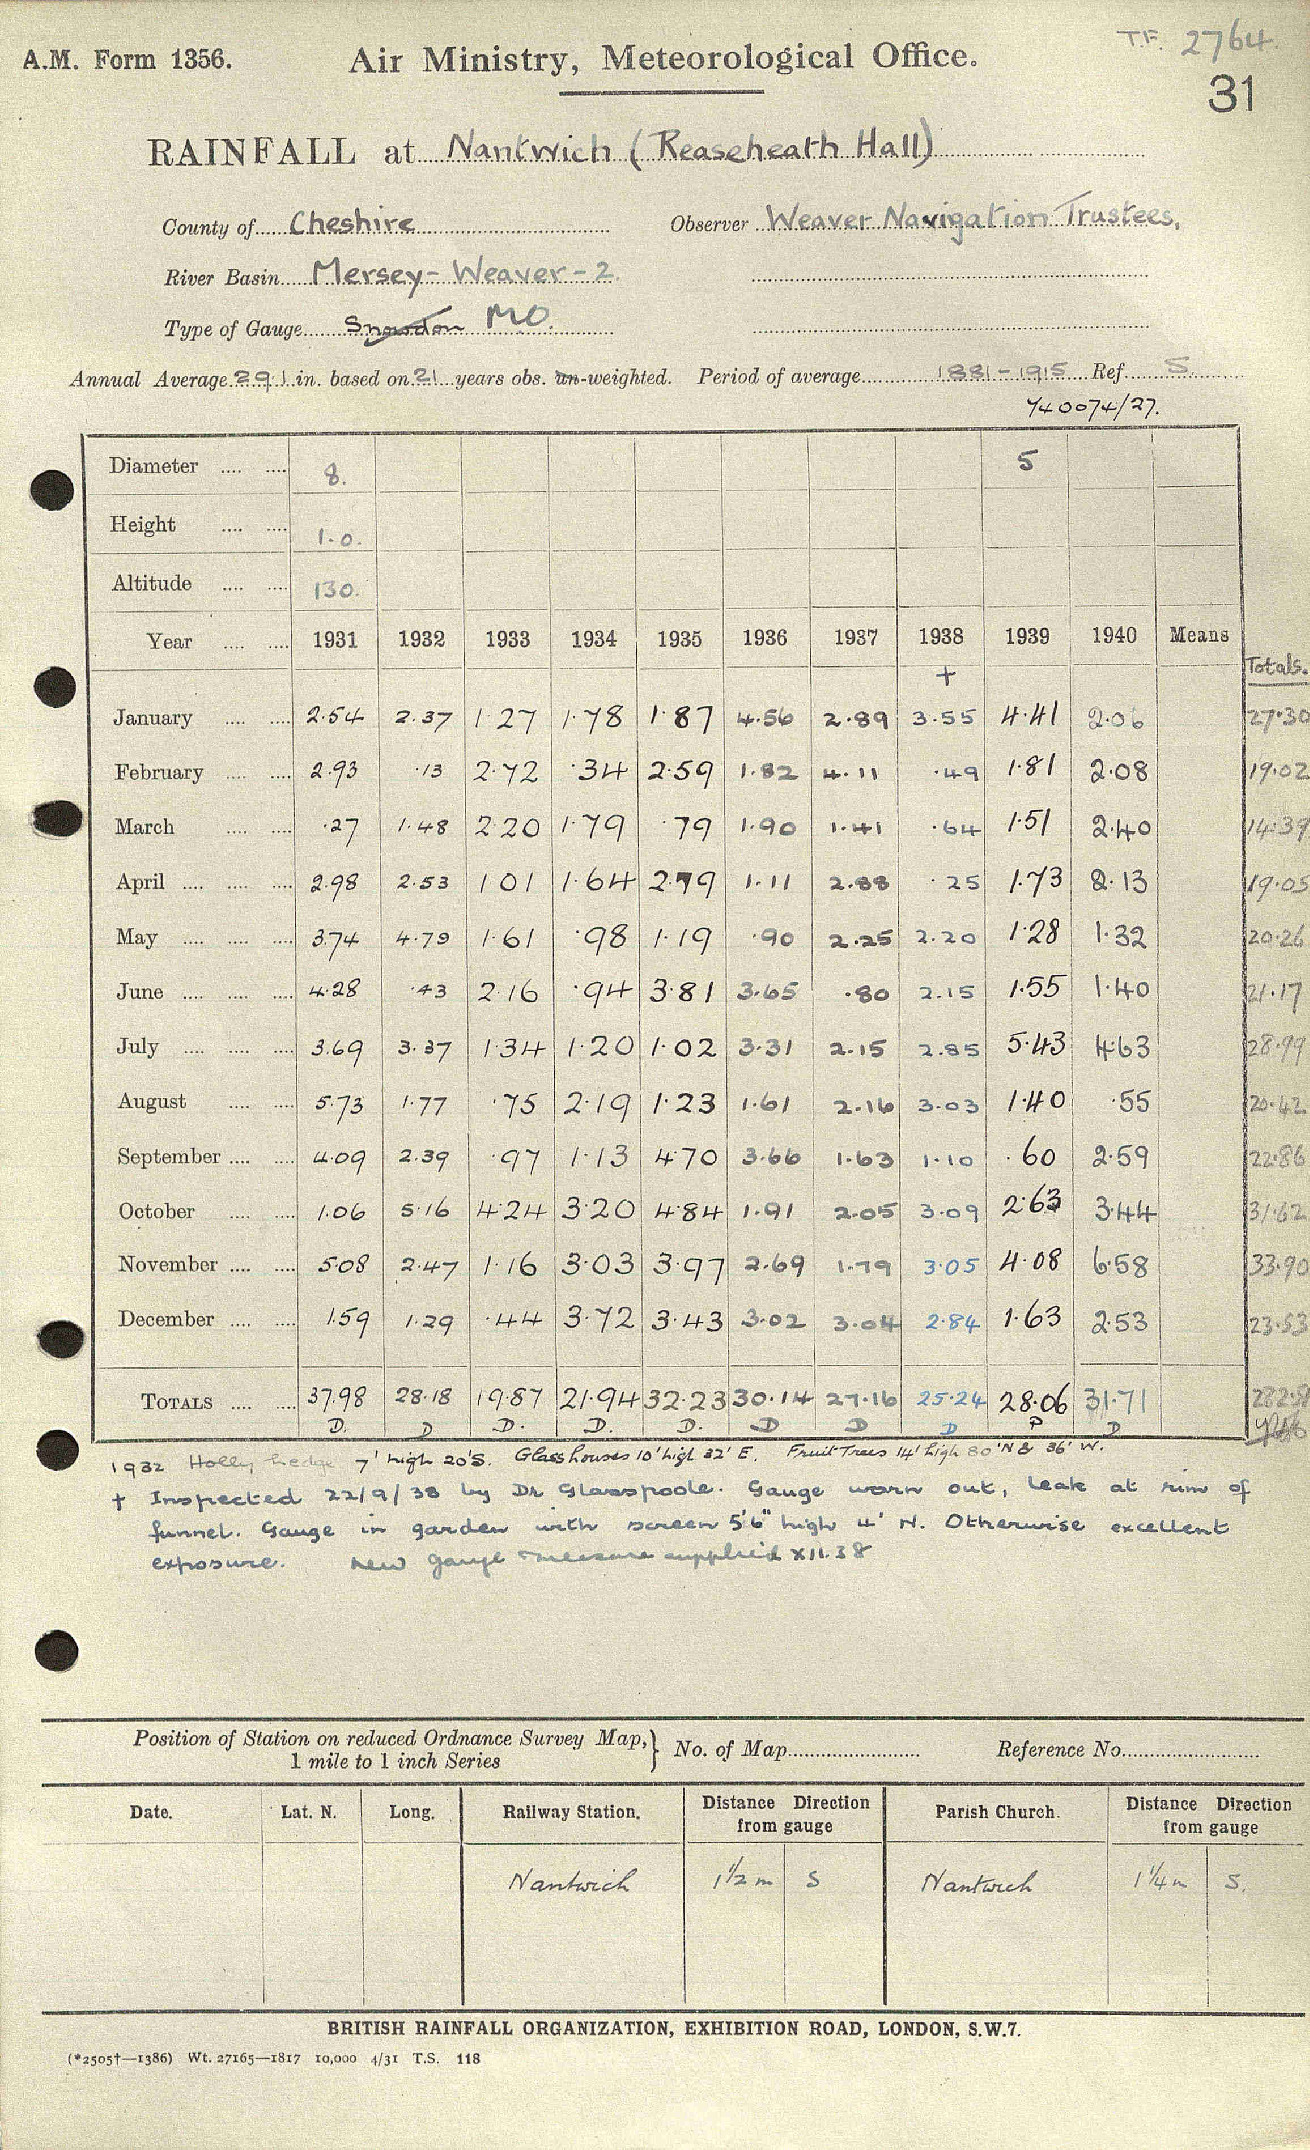 T.F. 2764.
A.M. Form 1356. Air Ministry, Meteorological Office.
31
RAINFALL at Nantwich (Reaseheath Hall)
County of Cheshire Observer Weaver Navigation Trustees,
River Basin Mersey - Weaver - 2.
Type of Gauge Snowdon MO.
Annual Average 29.1 in. based on 21 years obs. un-weighted. Period of average 1881-1915 Ref S.
740074/27.
Diameter .... .... 8. 5
Height .... .... 1.0.
Altitude .... .... 130.
Year .... .... 1931 1932 1933 1934 1935 1936 1937 1938 1939 1940 Means
+ Totals.
January .... .... 2.54 2.37 1.27 1.78 1.87 4.56 2.89 3.55 4.41 2.06 27.30
February .... .... 2.93 .13 2.72 .34 2.59 1.82 4.11 .49 1.81 2.08 19.02
March .... .... .27 1.48 2.20 1.79 .79 1.90 1.41 .64 1.51 2.40 14.39
April .... .... .... 2.98 2.53 1.01 1.64 2.79 1.11 2.88 .25 1.73 2.13 19.05
May .... .... .... 3.74 4.79 1.61 .98 1.19 .90 2.25 2.20 1.28 1.32 20.26
June .... .... .... 4.28 .43 2.16 .94 3.81 3.65 .80 2.15 1.55 1.40 21.17
July .... .... .... 3.69 3.37 1.34 1.20 1.02 3.31 2.15 2.85 5.43 4.63 28.99
August .... .... 5.73 1.77 .75 2.19 1.23 1.61 2.16 3.03 1.40 .55 20.42
September .... .... 4.09 2.39 .97 1.13 4.70 3.66 1.63 1.10 .60 2.59 22.86
October .... .... 1.06 5.16 4.24 3.20 4.84 1.91 2.05 3.09 2.63 3.44 31.62
November .... .... 5.08 2.47 1.16 3.03 3.97 2.69 1.79 3.05 4.08 6.58 33.90
December .... .... 1.59 1.29 .44 3.72 3.43 3.02 3.04 2.84 1.63 2.53 23.53
TOTALS .... .... 37.98 28.18 19.87 21.94 32.23 30.14 27.16 25.24 28.06 31.71
D. D D. D. D. D D D P D
1932 Holly hedge 7' high 20'S. Glass houses 10' high 32' E. Fruit Trees 14' high 80'N & 36' W.
† Inspected 22/9/38 by Dr Glasspoole. Gauge worn out, leak at rim of
funnel. Gauge in garden with screen 5'6" high 4' N. Otherwise excellent
exposure. New gauge & measure supplied XII.38
Position of Station on reduced Ordnance Survey Map, } No. of Map Reference No.
1 mile to 1 inch Series
Date. Lat. N. Long. Railway Station. Distance Direction from gauge Parish Church. Distance Direction from gauge
Nantwich 1½ m S Nantwich 1¼ m S.
BRITISH RAINFALL ORGANIZATION, EXHIBITION ROAD, LONDON, S.W.7.
(*2505†—1386) Wt. 27165—1817 10,000 4/31 T.S. 118